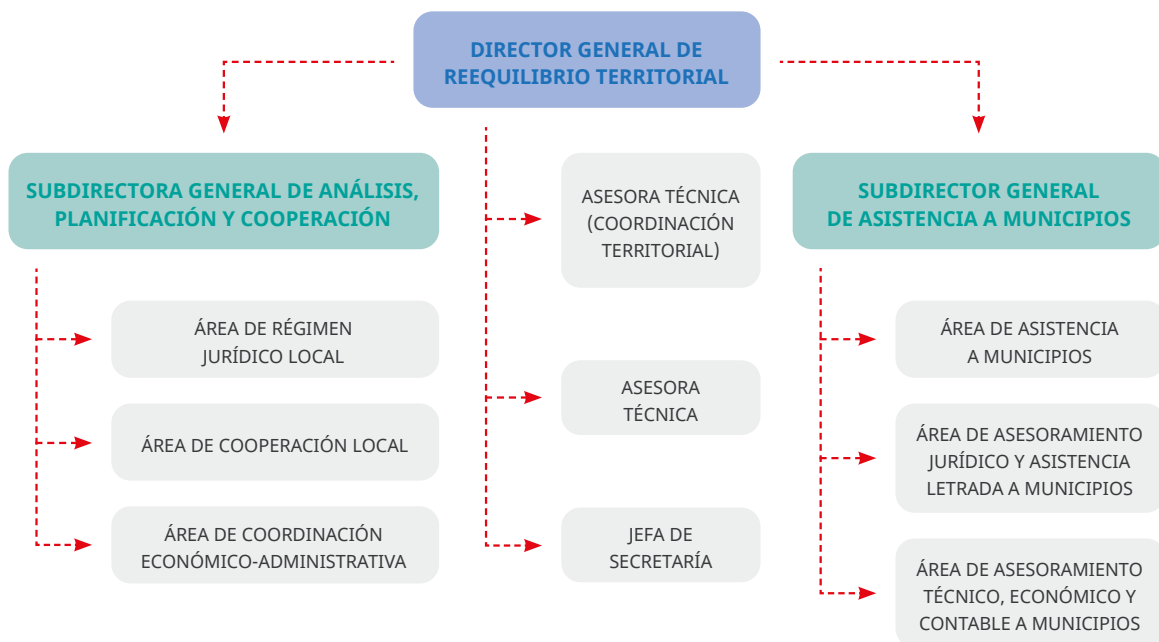 DIRECTOR GENERAL DE
REEQUILIBRIO TERRITORIAL
SUBDIRECTORA GENERAL DE ANÁLISIS,
PLANIFICACIÓN Y COOPERACIÓN
ÁREA DE RÉGIMEN
JURÍDICO LOCAL
ÁREA DE COOPERACIÓN LOCAL
ÁREA DE COORDINACIÓN
ECONÓMICO-ADMINISTRATIVA
ASESORA TÉCNICA
(COORDINACIÓN
TERRITORIAL)
ASESORA
TÉCNICA
JEFA DE
SECRETARÍA
SUBDIRECTOR GENERAL
DE ASISTENCIA A MUNICIPIOS
ÁREA DE ASISTENCIA
A MUNICIPIOS
ÁREA DE ASESORAMIENTO
JURÍDICO Y ASISTENCIA
LETRADA A MUNICIPIOS
ÁREA DE ASESORAMIENTO
TÉCNICO, ECONÓMICO Y
CONTABLE A MUNICIPIOS